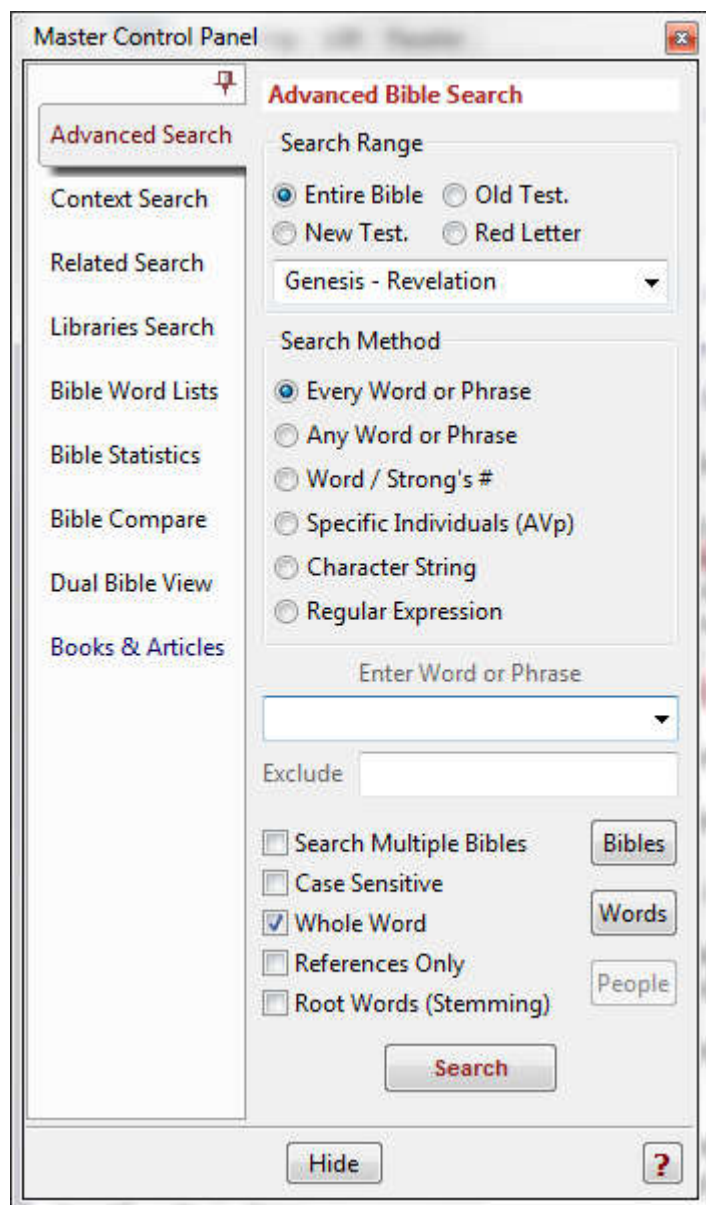 Master Control Panel
Advanced Search
Context Search
Related Search
Libraries Search
Bible Word Lists
Bible Statistics
Bible Compare
Dual Bible View
Books & Articles
Advanced Bible Search
Search Range
Entire Bible Old Test.
New Test. Red Letter
Genesis - Revelation
Search Method
Every Word or Phrase
Any Word or Phrase
Word / Strong's #
Specific Individuals (AVp)
Character String
Regular Expression
Enter Word or Phrase
Exclude
Search Multiple Bibles
Case Sensitive
Whole Word
References Only
Root Words (Stemming)
Bibles
Words
People
Search
Hide
?